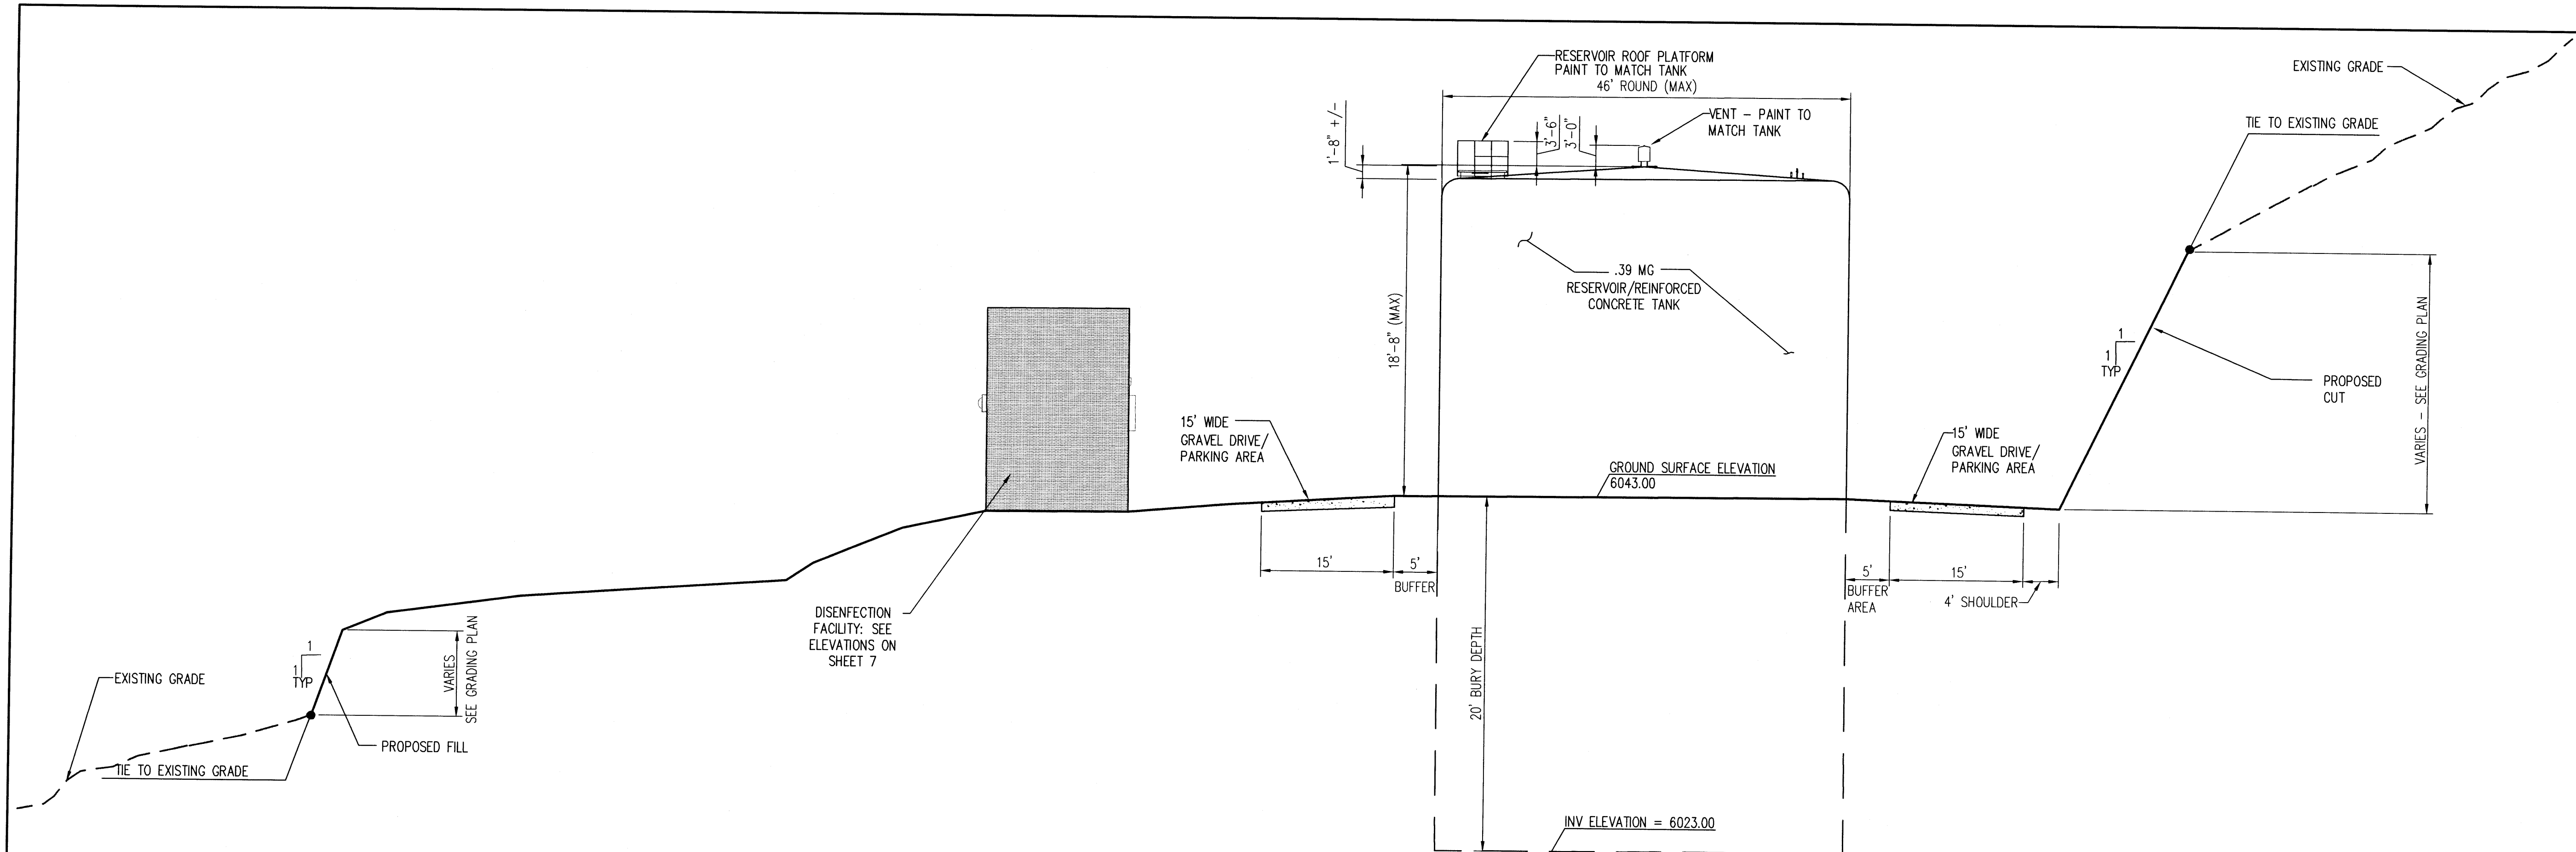 RESERVOIR ROOF PLATFORM
PAINT TO MATCH TANK
46' ROUND (MAX)
EXISTING GRADE
1'-8" +/-
3'-6"
3'-0"
VENT - PAINT TO
MATCH TANK
TIE TO EXISTING GRADE
.39 MG
RESERVOIR/REINFORCED
CONCRETE TANK
18'-8" (MAX)
1
1
TYP
PROPOSED
CUT
VARIES - SEE GRADING PLAN
15' WIDE
GRAVEL DRIVE/
PARKING AREA
GROUND SURFACE ELEVATION
6043.00
15' WIDE
GRAVEL DRIVE/
PARKING AREA
15'
5'
BUFFER
5'
BUFFER
AREA
15'
4' SHOULDER
DISENFECTION
FACILITY: SEE
ELEVATIONS ON
SHEET 7
20' BURY DEPTH
1
1
TYP
VARIES
SEE GRADING PLAN
EXISTING GRADE
PROPOSED FILL
TIE TO EXISTING GRADE
INV ELEVATION = 6023.00